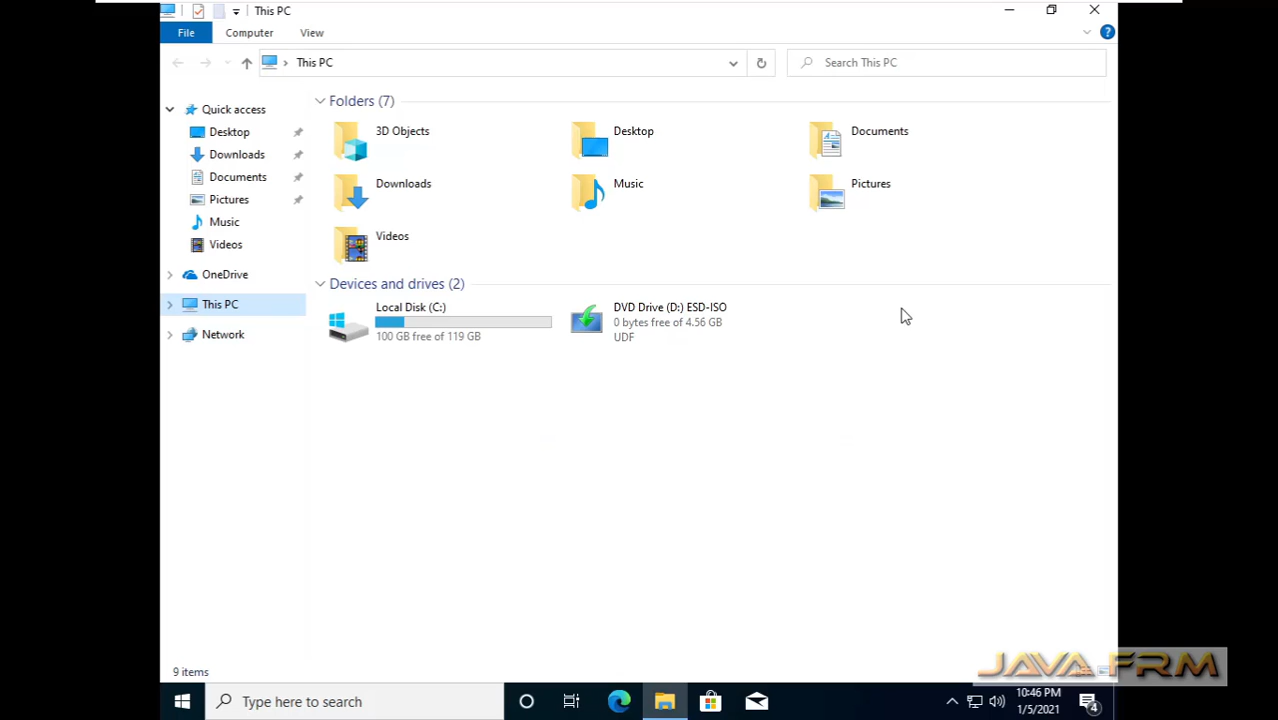 This PC
File
Computer
View
This PC
Search This PC
Quick access
Desktop
Downloads
Documents
Pictures
Music
Videos
OneDrive
This PC
Network
Folders (7)
3D Objects
Desktop
Documents
Downloads
Music
Pictures
Videos
Devices and drives (2)
Local Disk (C:)
100 GB free of 119 GB
DVD Drive (D:) ESD-ISO
0 bytes free of 4.56 GB
UDF
9 items
JAVA FRM
Type here to search
10:46 PM
1/5/2021
4